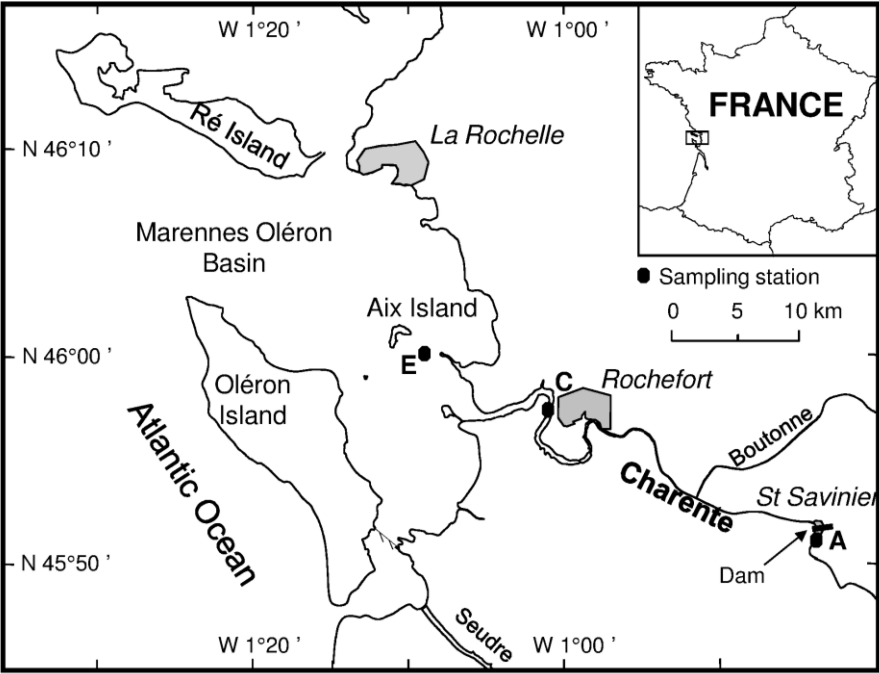 W 1°20 ’
W 1°00 ’
FRANCE
Ré Island
La Rochelle
N 46°10 ’
Marennes Oléron
Basin
Sampling station
0 5 10 km
Aix Island
N 46°00 ’
E
C
Rochefort
Oléron
Island
Boutonne
Atlantic Ocean
Charente
St Savinien
A
N 45°50 ’
Dam
Seudre
W 1°20 ’
W 1°00 ’